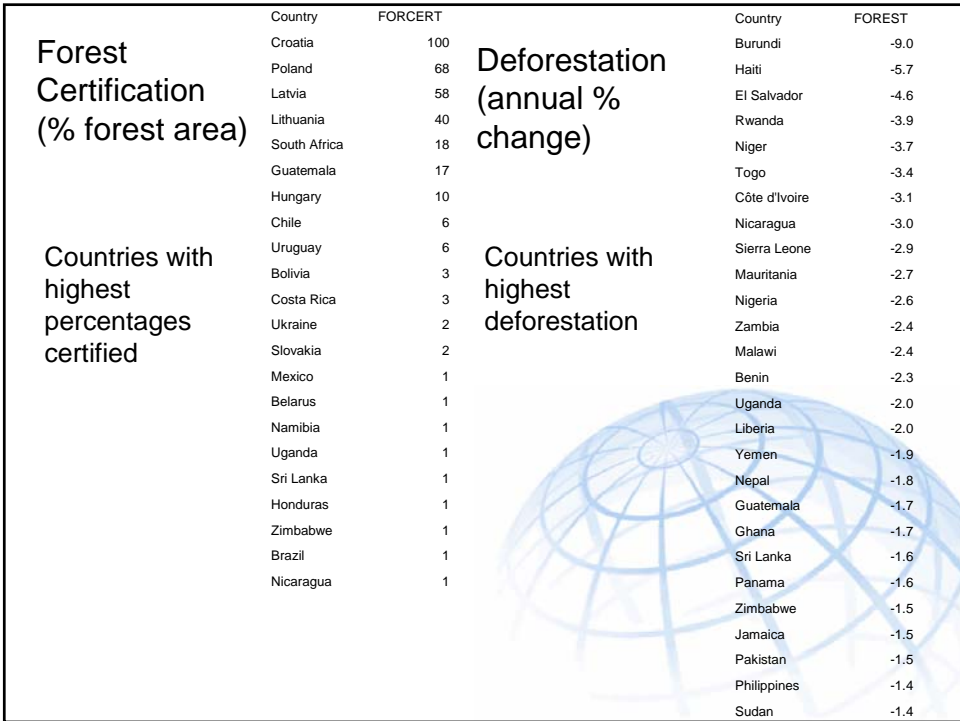 Forest
Certification
(% forest area)
Countries with
highest
percentages
certified
Country FORCERT
Croatia 100
Poland 68
Latvia 58
Lithuania 40
South Africa 18
Guatemala 17
Hungary 10
Chile 6
Uruguay 6
Bolivia 3
Costa Rica 3
Ukraine 2
Slovakia 2
Mexico 1
Belarus 1
Namibia 1
Uganda 1
Sri Lanka 1
Honduras 1
Zimbabwe 1
Brazil 1
Nicaragua 1
Deforestation
(annual %
change)
Countries with
highest
deforestation
Country FOREST
Burundi -9.0
Haiti -5.7
El Salvador -4.6
Rwanda -3.9
Niger -3.7
Togo -3.4
Côte d'Ivoire -3.1
Nicaragua -3.0
Sierra Leone -2.9
Mauritania -2.7
Nigeria -2.6
Zambia -2.4
Malawi -2.4
Benin -2.3
Uganda -2.0
Liberia -2.0
Yemen -1.9
Nepal -1.8
Guatemala -1.7
Ghana -1.7
Sri Lanka -1.6
Panama -1.6
Zimbabwe -1.5
Jamaica -1.5
Pakistan -1.5
Philippines -1.4
Sudan -1.4